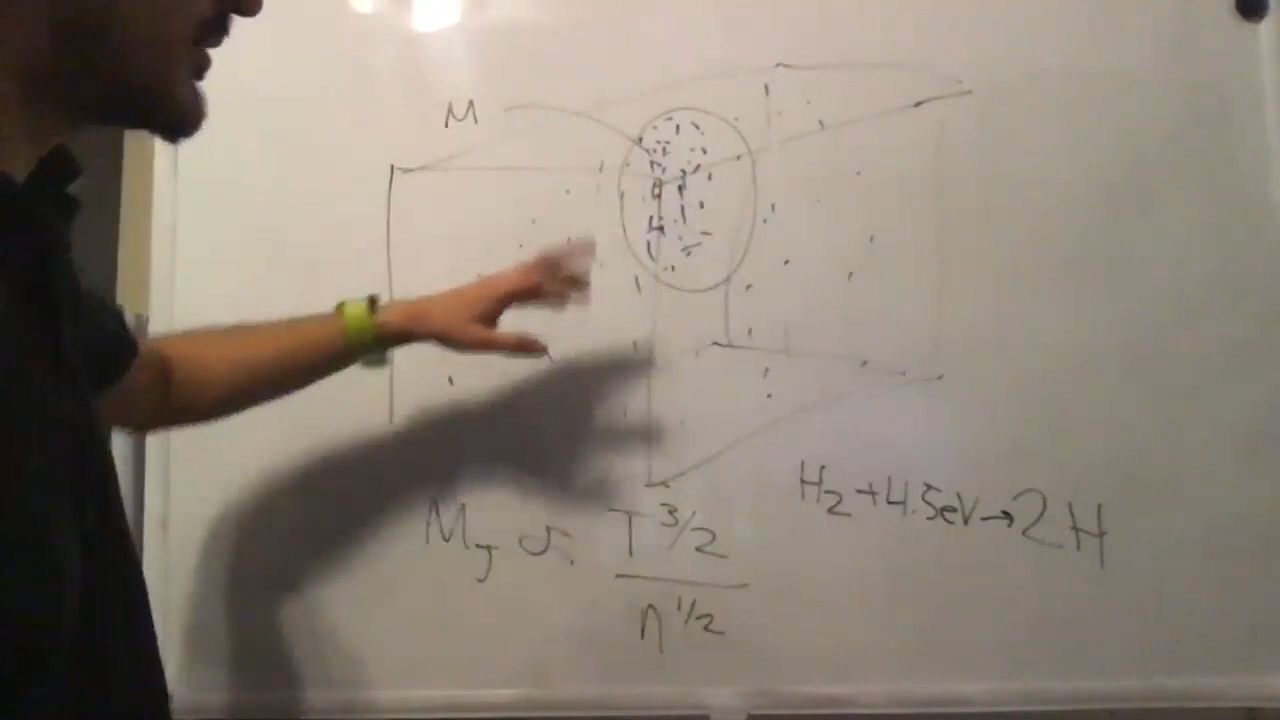 M
M_J ∝ T^3/2 / n^1/2
H₂ + 4.5eV → 2H